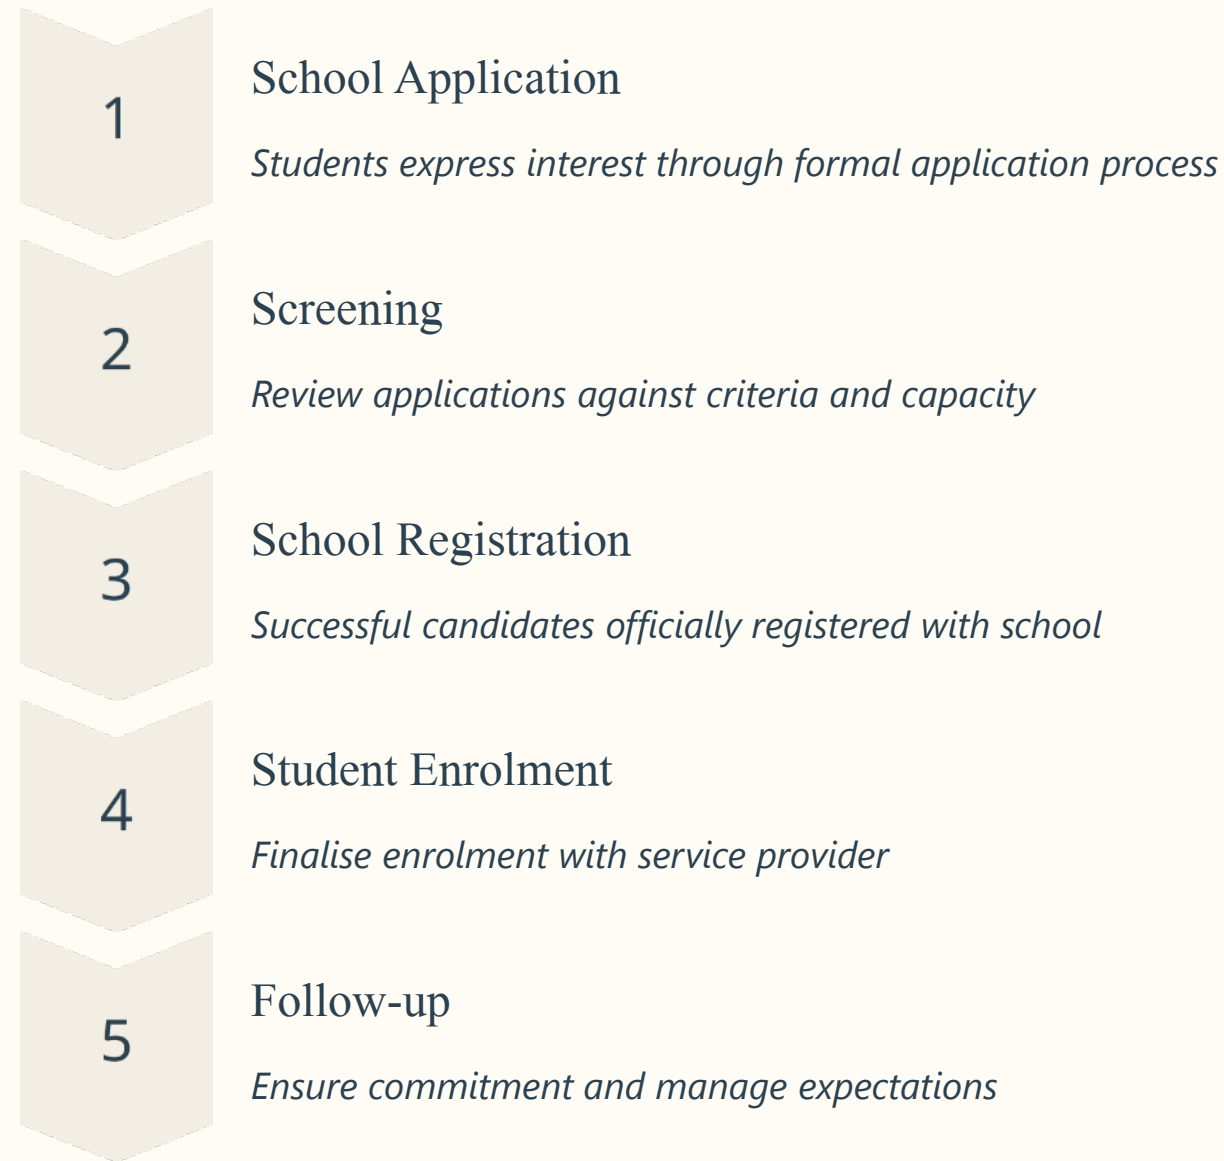 1
School Application
Students express interest through formal application process
2
Screening
Review applications against criteria and capacity
3
School Registration
Successful candidates officially registered with school
4
Student Enrolment
Finalise enrolment with service provider
5
Follow-up
Ensure commitment and manage expectations